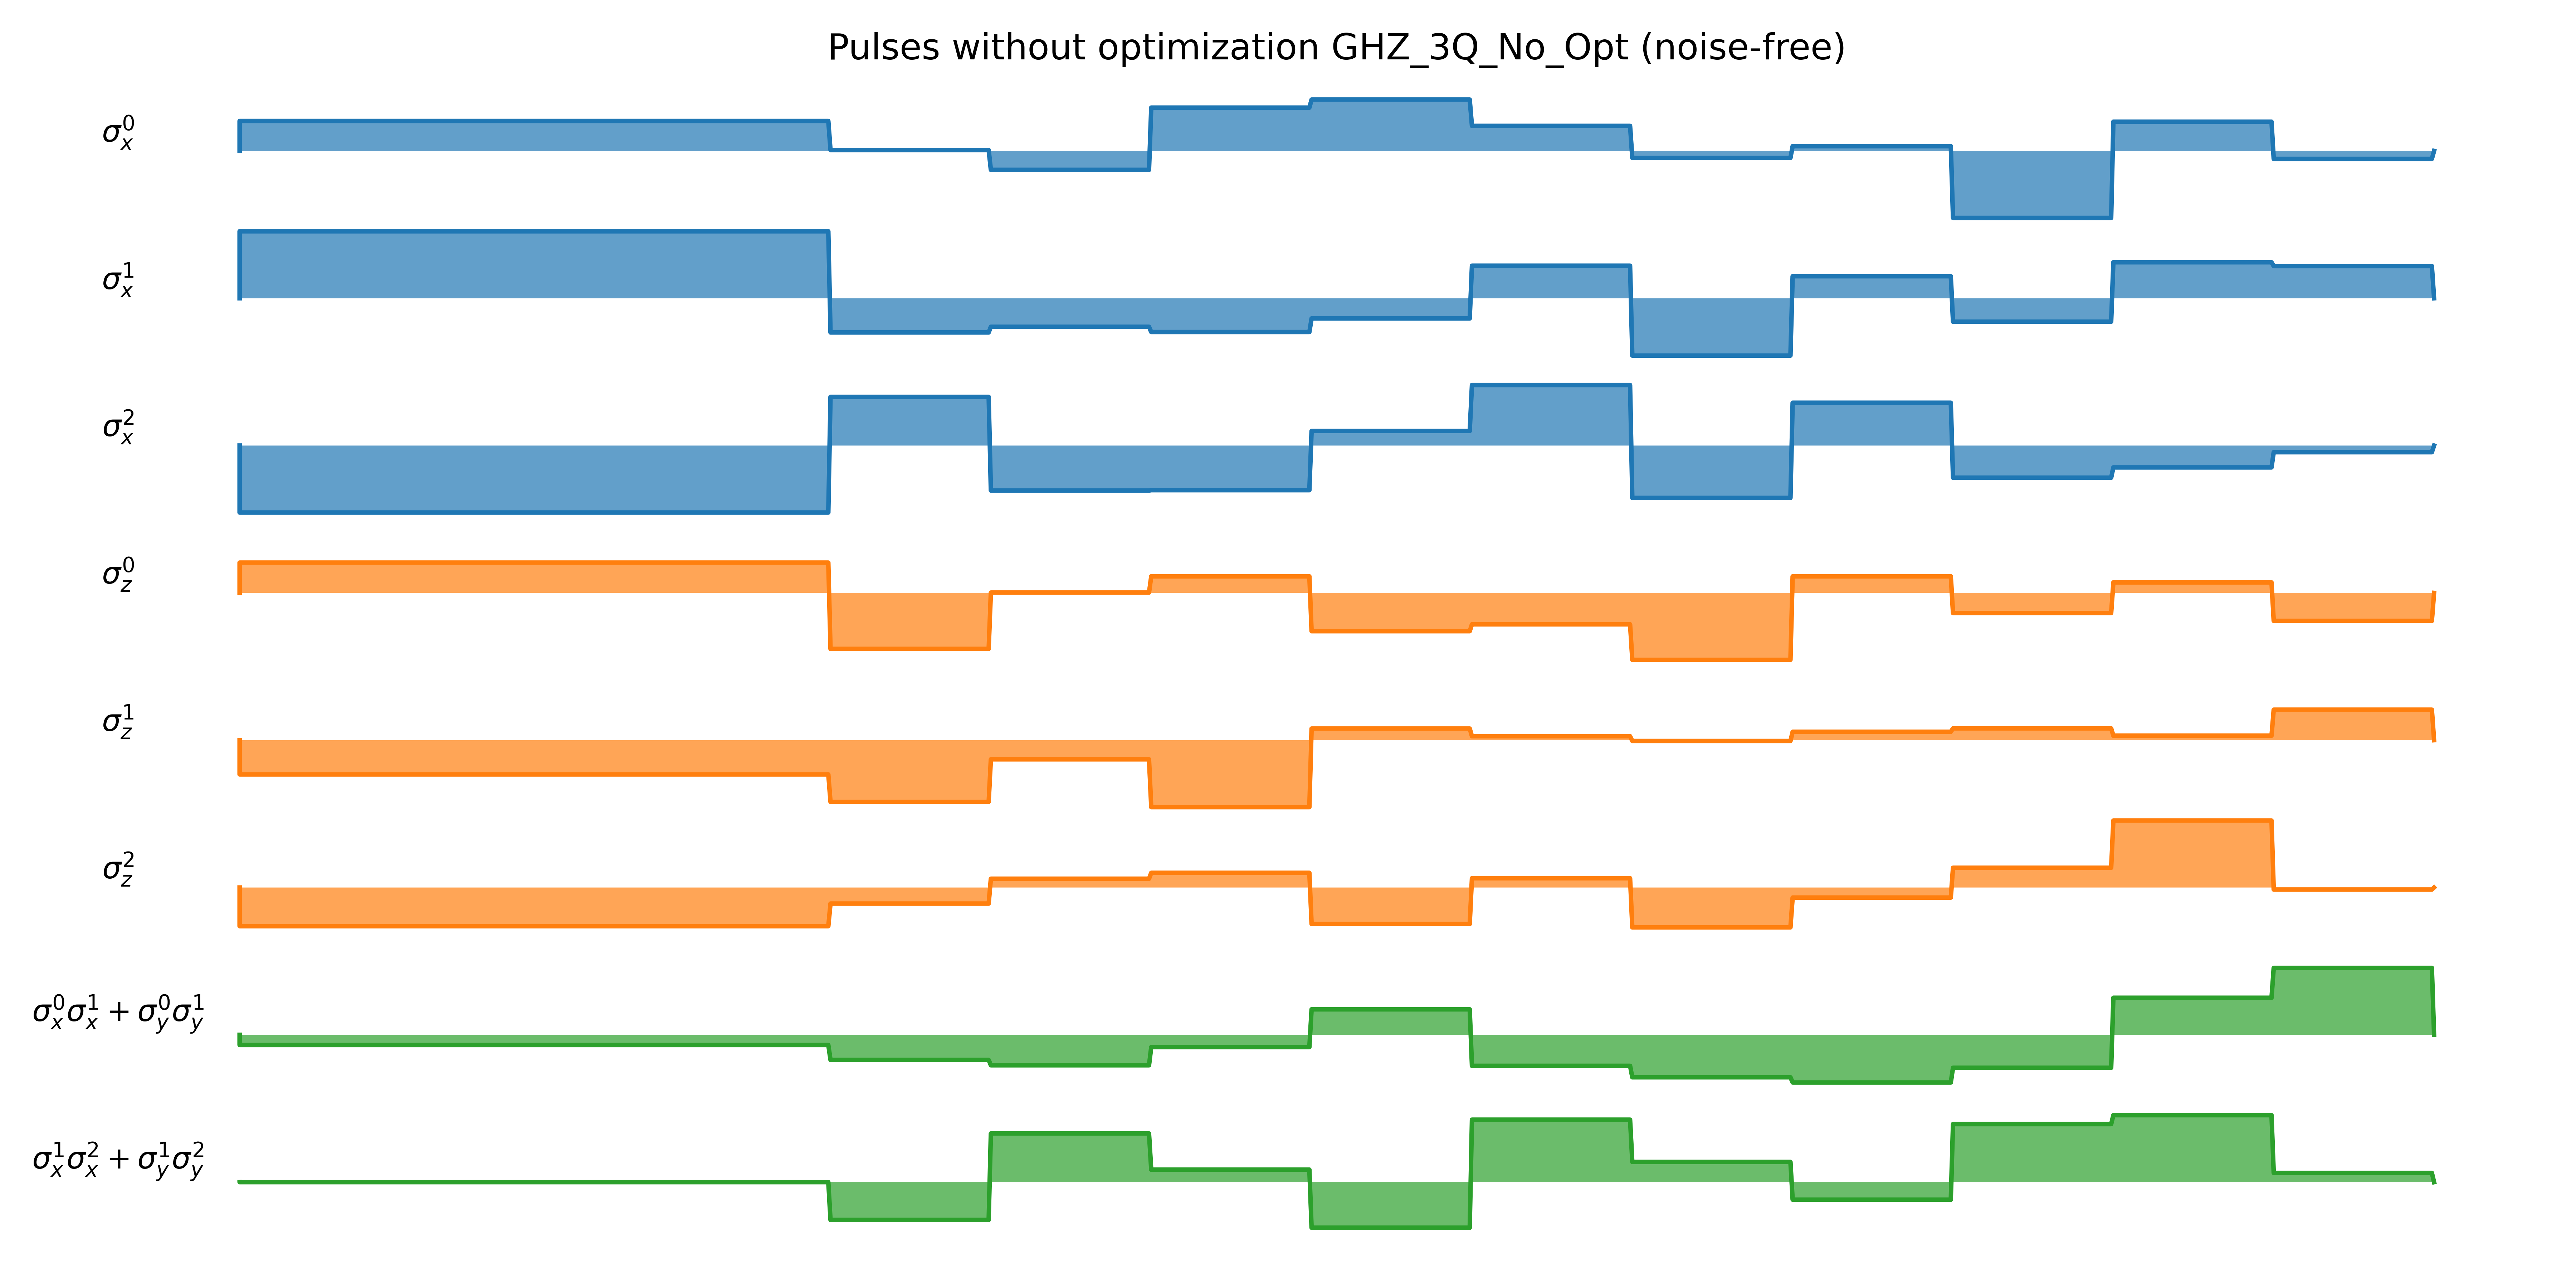 Pulses without optimization GHZ_3Q_No_Opt (noise-free)
σ_x^0
σ_x^1
σ_x^2
σ_z^0
σ_z^1
σ_z^2
σ_x^0σ_x^1 + σ_y^0σ_y^1
σ_x^1σ_x^2 + σ_y^1σ_y^2